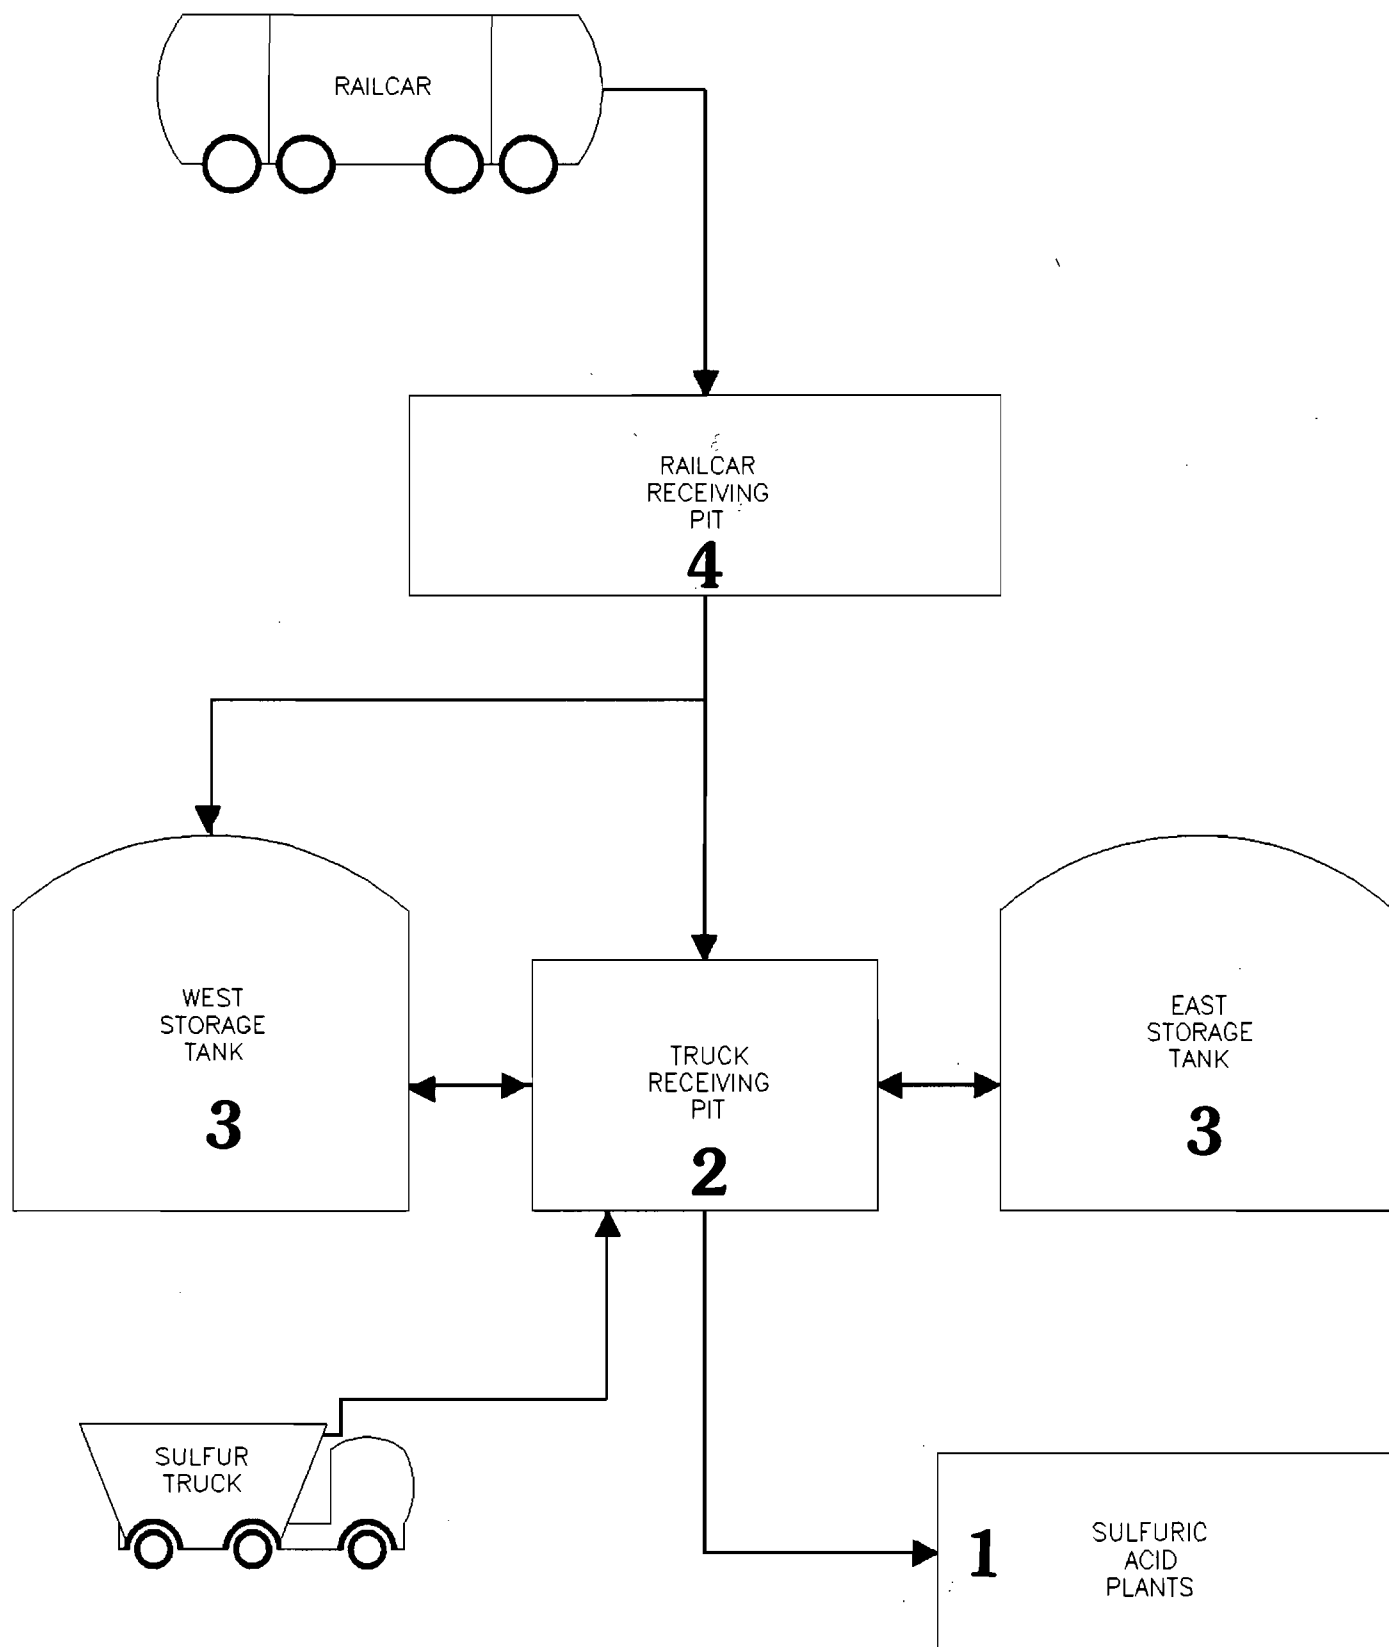 RAILCAR
RAILCAR
RECEIVING
PIT
4
WEST
STORAGE
TANK
3
TRUCK
RECEIVING
PIT
2
EAST
STORAGE
TANK
3
SULFUR
TRUCK
1
SULFURIC
ACID
PLANTS